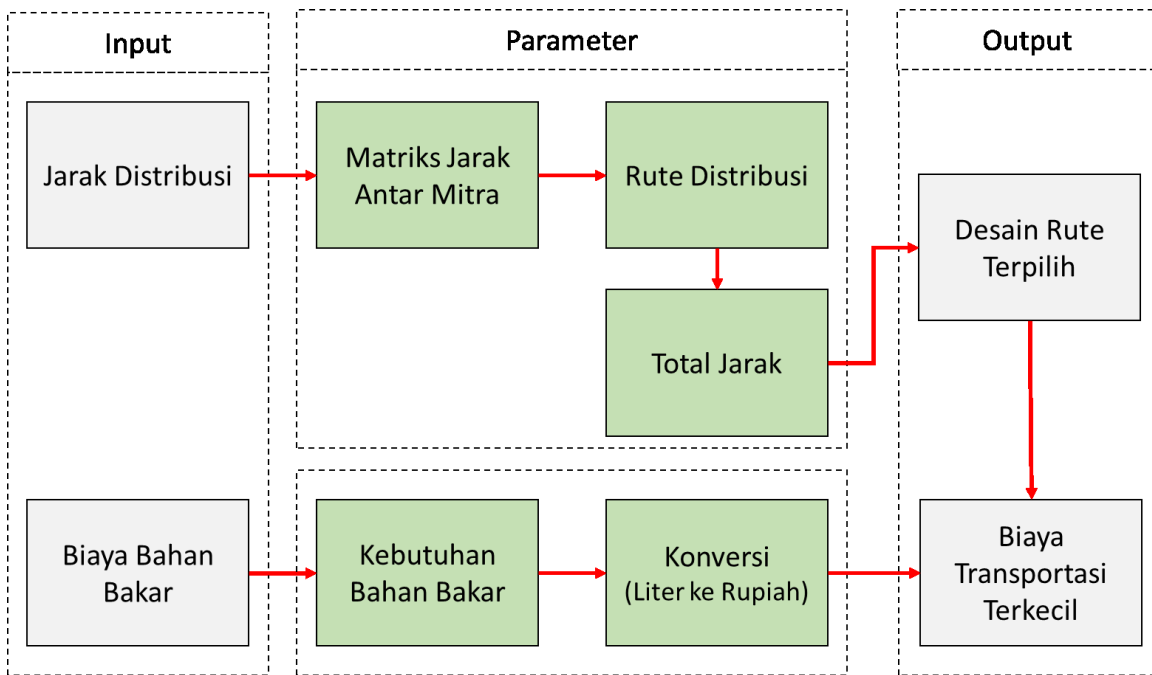 Input
Parameter
Output
Jarak Distribusi
Matriks Jarak
Antar Mitra
Rute Distribusi
Desain Rute
Terpilih
Total Jarak
Biaya Bahan
Bakar
Kebutuhan
Bahan Bakar
Konversi
(Liter ke Rupiah)
Biaya
Transportasi
Terkecil